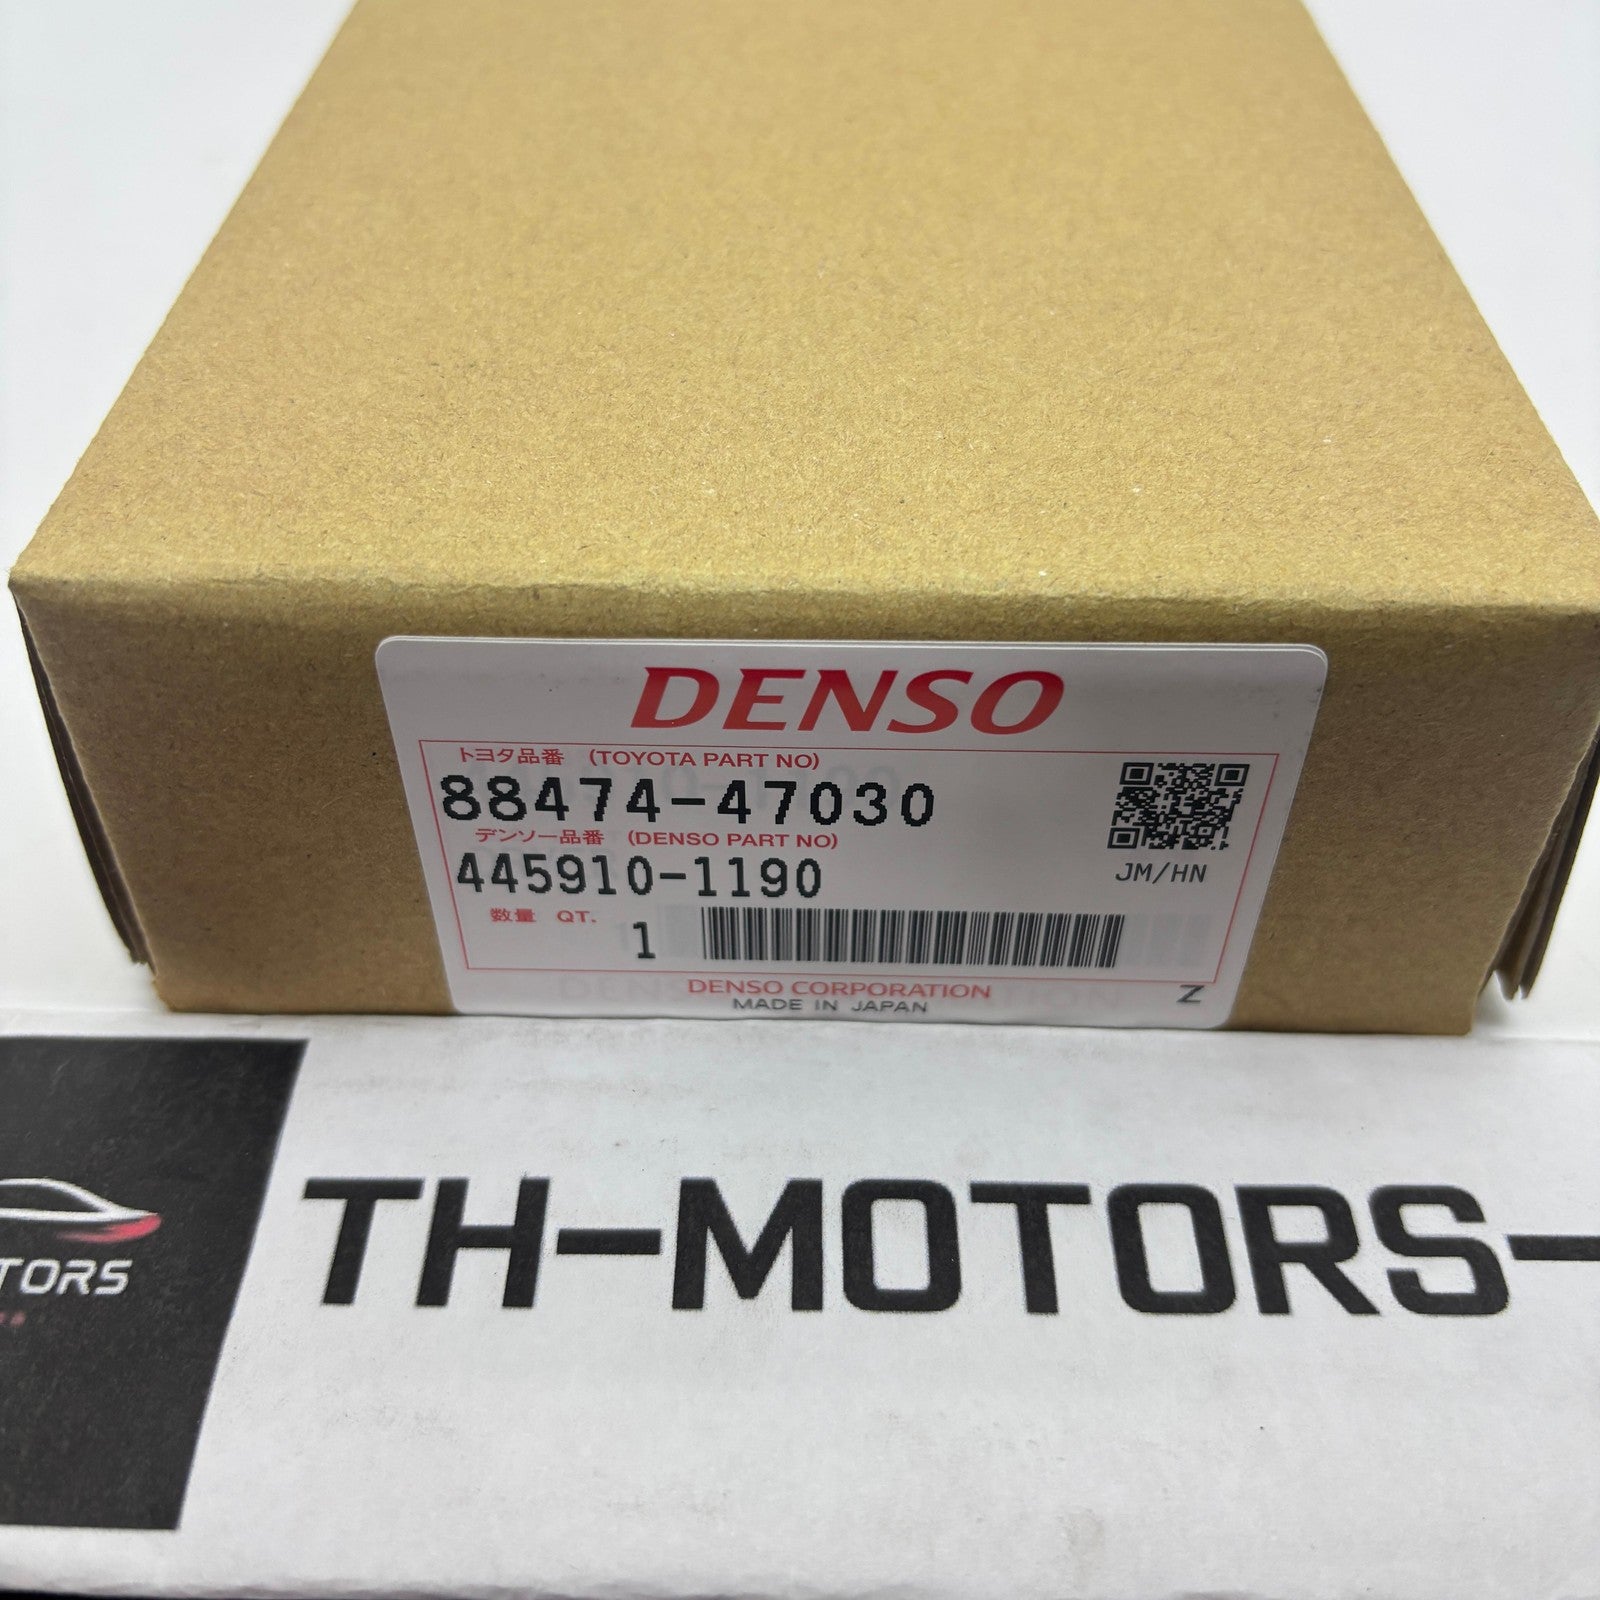 DENSO
トヨタ品番 (TOYOTA PART NO)
88474-47030
デンソー品番 (DENSO PART NO)
445910-1190
JM/HN
数量 QT.
1
DENSO CORPORATION
MADE IN JAPAN
Z
TH-MOTORS-
TORS